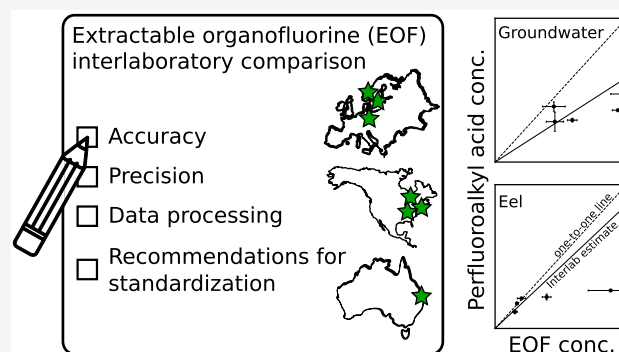 Extractable organofluorine (EOF)
interlaboratory comparison
Accuracy
Precision
Data processing
Recommendations for
standardization
Perfluoroalkyl acid conc.
Groundwater
Eel
one-to-one line
Interlab estimate
EOF conc.